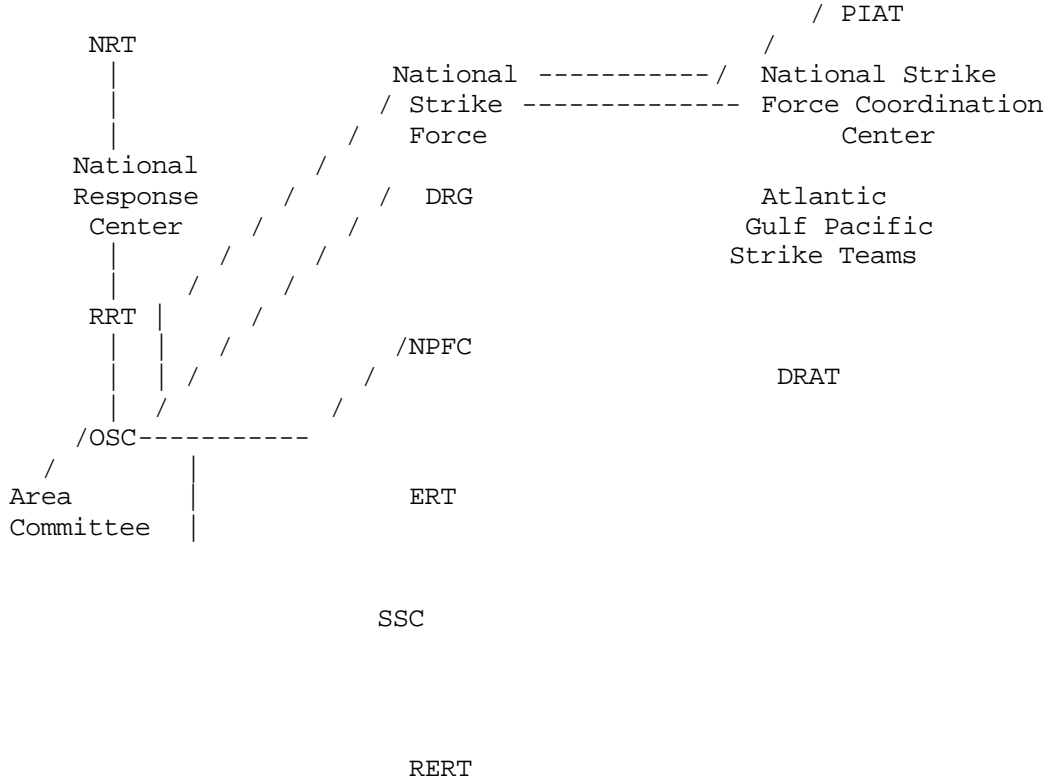 PIAT
NRT
National National Strike
Strike Force Coordination
Force Center
National
Response DRG Atlantic
Center Gulf Pacific
Strike Teams
RRT
NPFC
DRAT
OSC
Area ERT
Committee
SSC
RERT